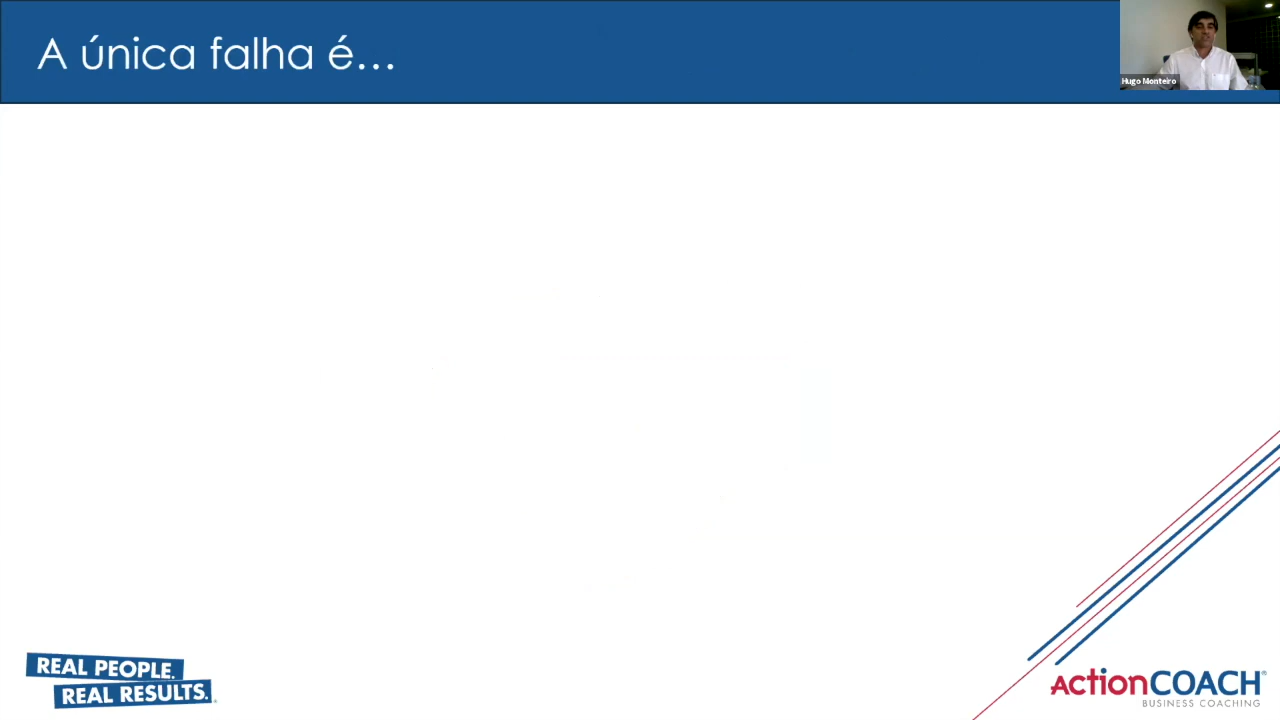 A única falha é...
Hugo Monteiro
REAL PEOPLE.
REAL RESULTS.
ActionCOACH®
BUSINESS COACHING